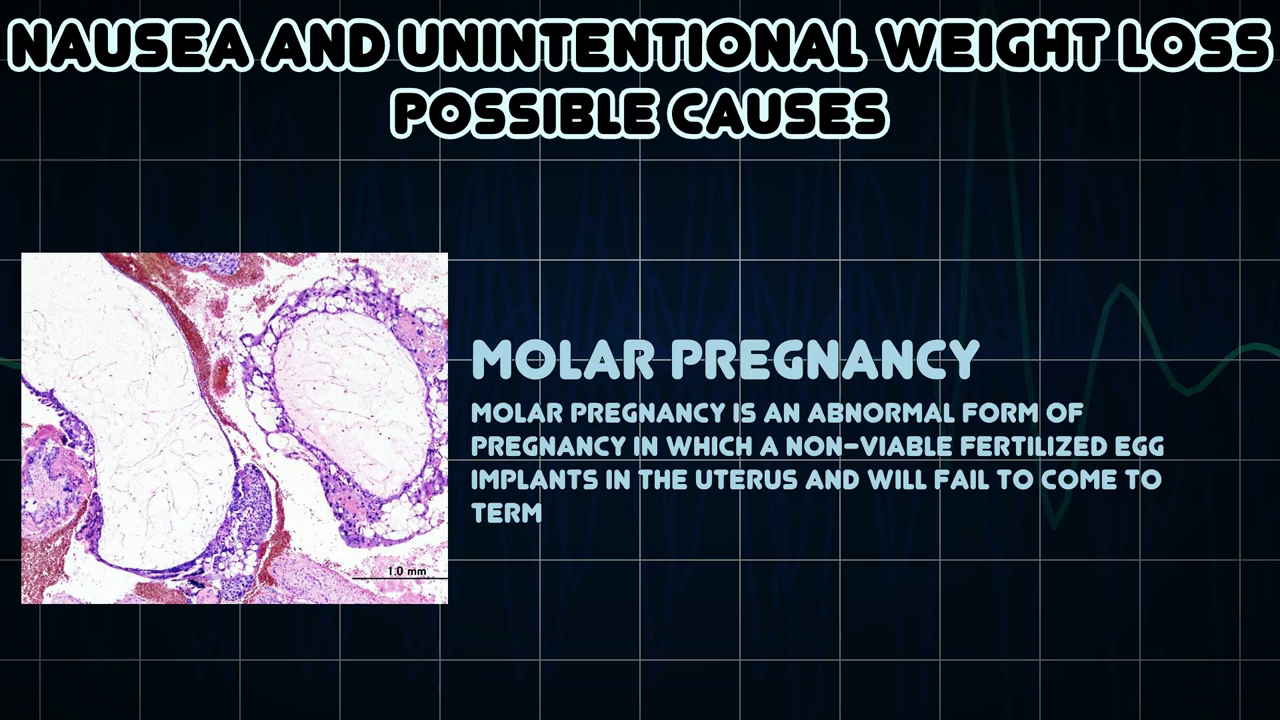 NAUSEA AND UNINTENTIONAL WEIGHT LOSS
POSSIBLE CAUSES
MOLAR PREGNANCY
MOLAR PREGNANCY IS AN ABNORMAL FORM OF
PREGNANCY IN WHICH A NON-VIABLE FERTILIZED EGG
IMPLANTS IN THE UTERUS AND WILL FAIL TO COME TO
TERM
1.0 mm